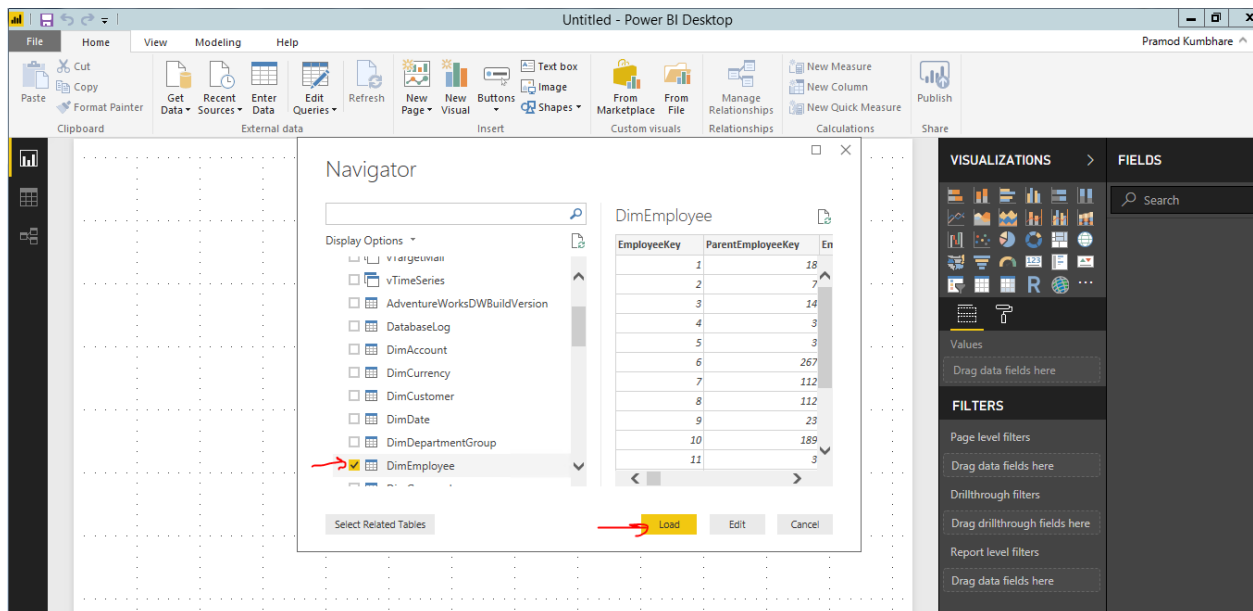 Untitled - Power BI Desktop
File Home View Modeling Help Pramod Kumbhare
Cut
Copy
Format Painter
Paste
Clipboard
Get Data
Recent Sources
Enter Data
Edit Queries
Refresh
External data
New Page
New Visual
Buttons
Text box
Image
Shapes
Insert
From Marketplace
From File
Custom visuals
Manage Relationships
Relationships
New Measure
New Column
New Quick Measure
Calculations
Publish
Share
Navigator
Display Options
vTargetMail
vTimeSeries
AdventureWorksDWBuildVersion
DatabaseLog
DimAccount
DimCurrency
DimCustomer
DimDate
DimDepartmentGroup
DimEmployee
DimEmployee
EmployeeKey ParentEmployeeKey Em
1 18
2 7
3 14
4 3
5 3
6 267
7 112
8 112
9 23
10 189
11 3
Select Related Tables
Load
Edit
Cancel
VISUALIZATIONS
123
R
Values
Drag data fields here
FILTERS
Page level filters
Drag data fields here
Drillthrough filters
Drag drillthrough fields here
Report level filters
Drag data fields here
FIELDS
Search